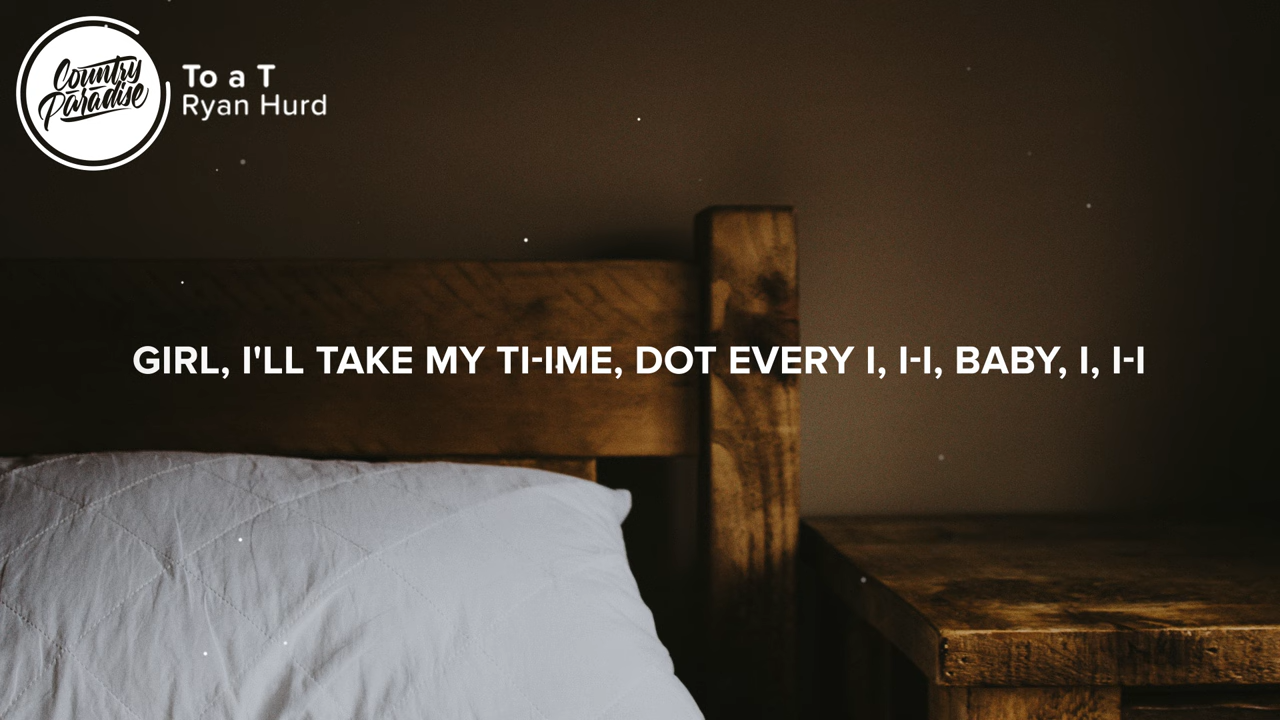 Country
Paradise
To a T
Ryan Hurd
GIRL, I'LL TAKE MY TI-IME, DOT EVERY I, I-I, BABY, I, I-I